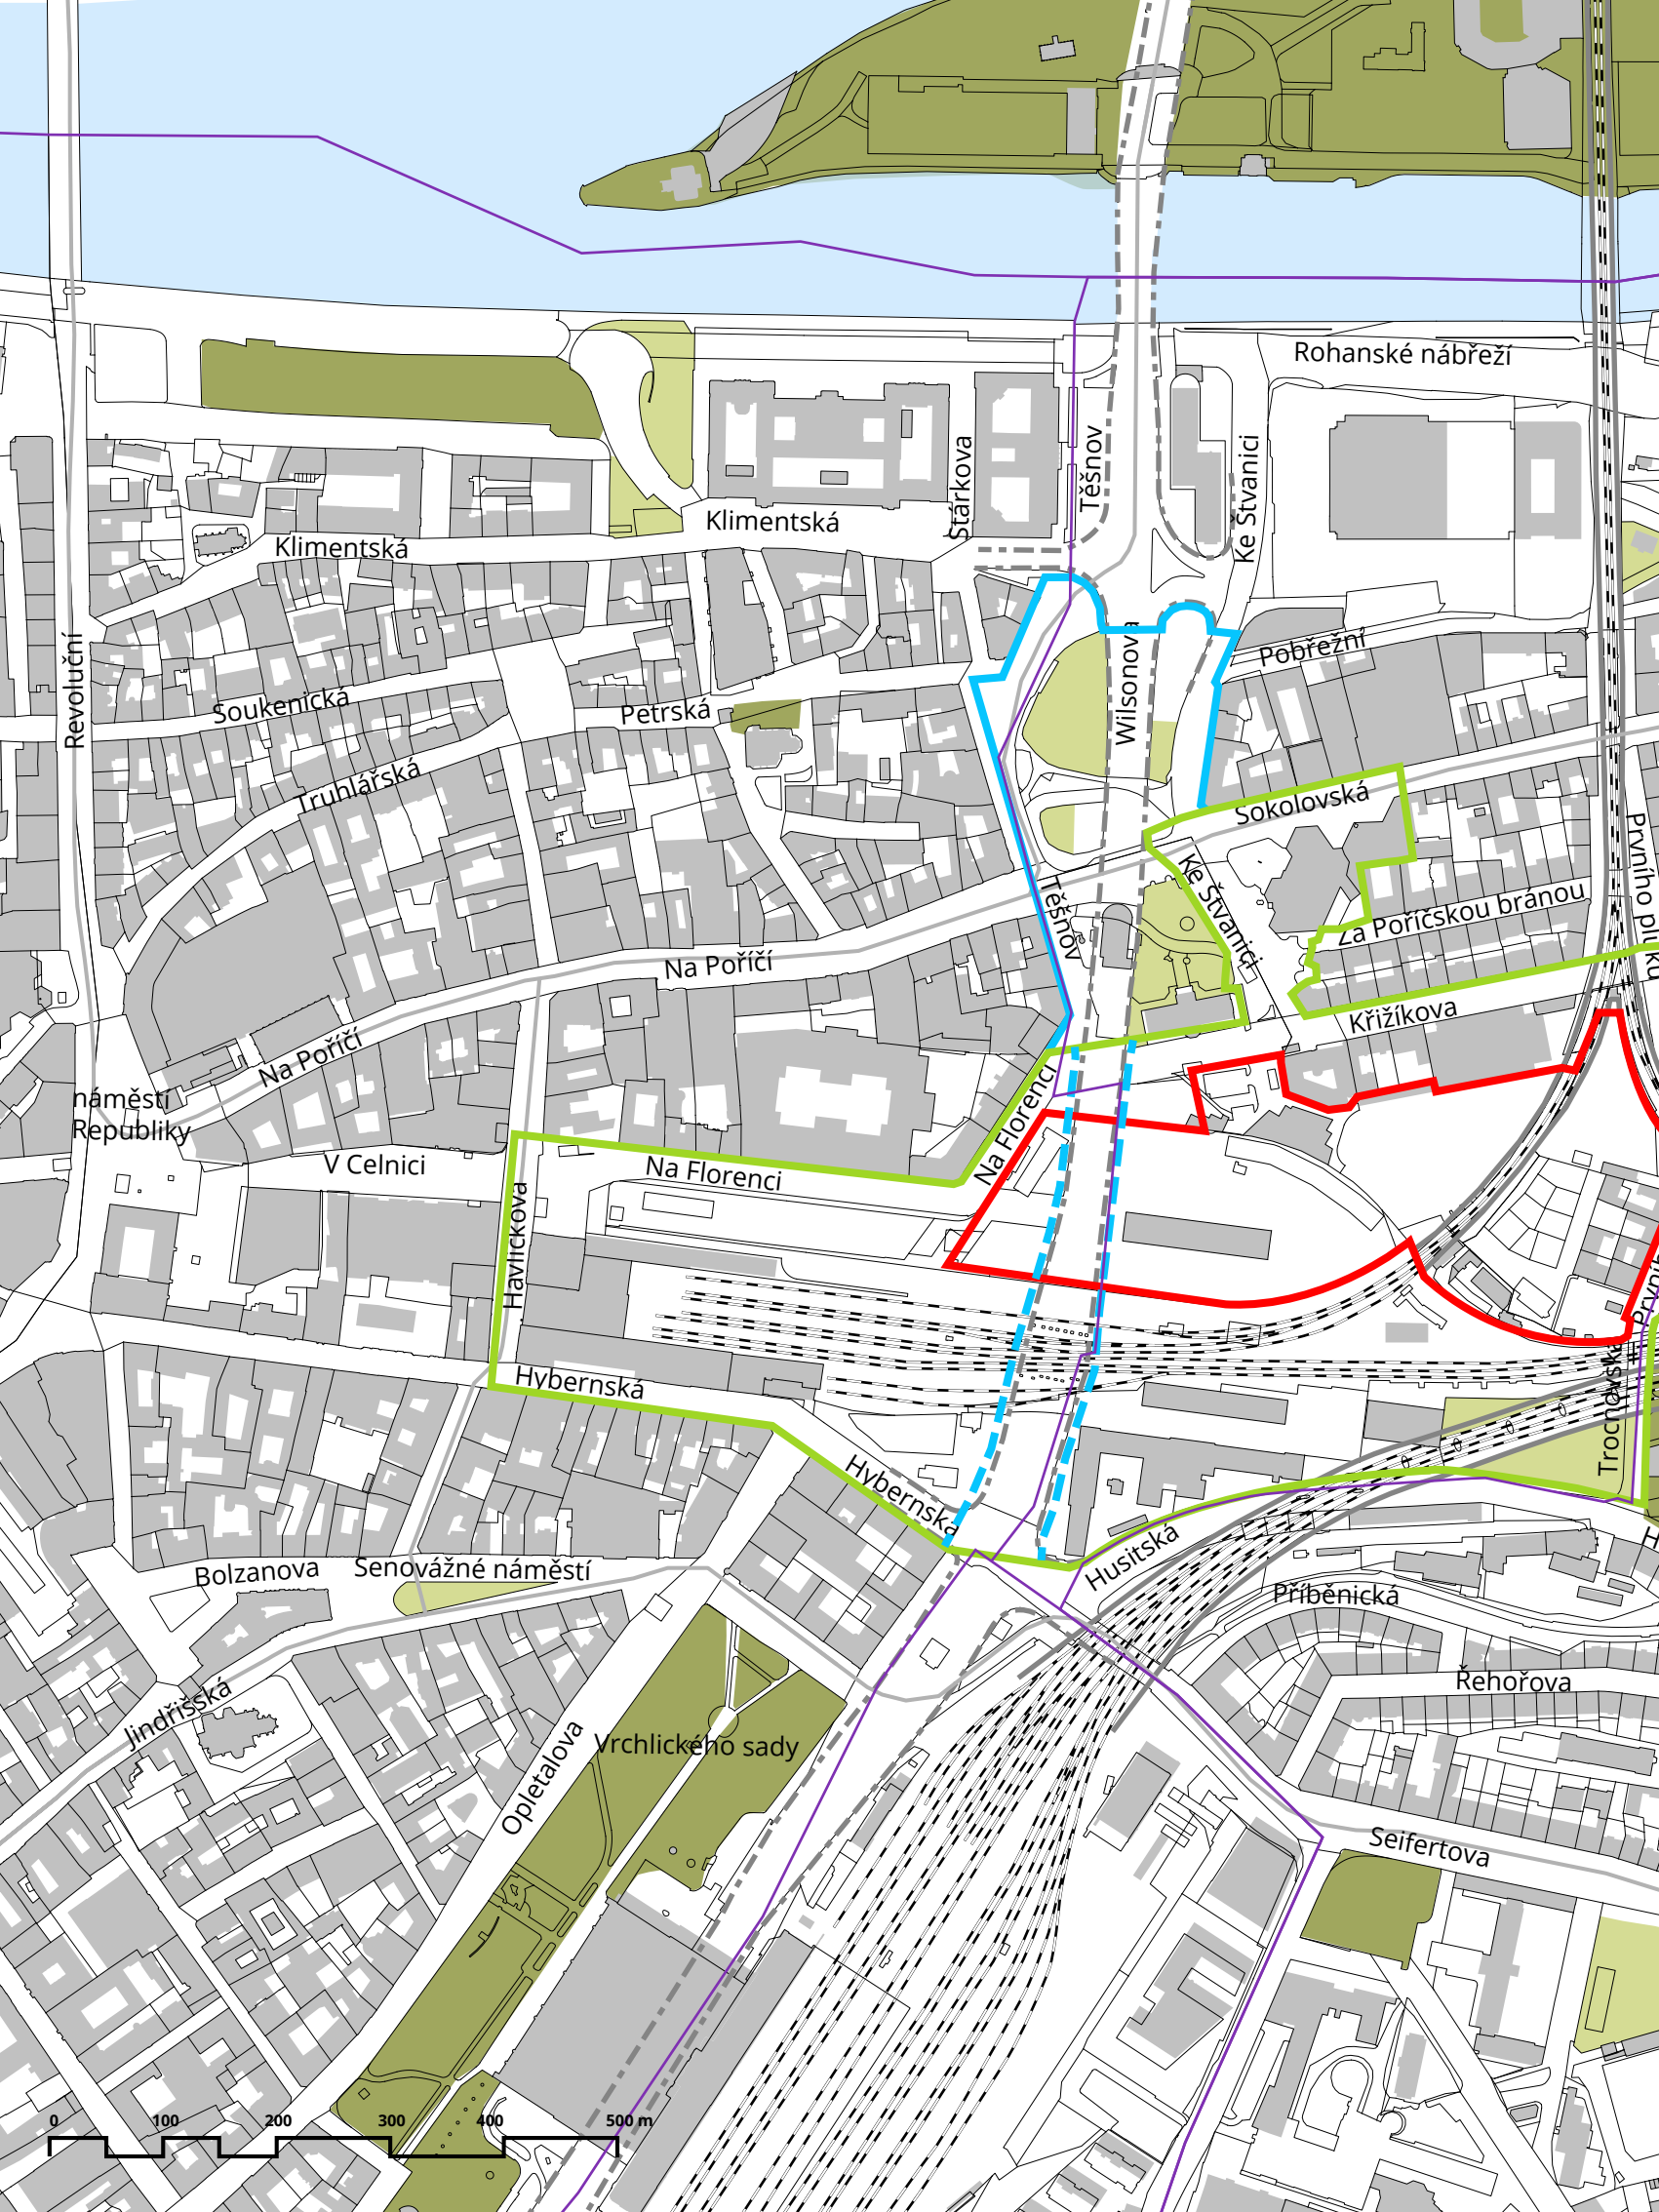 Rohanské nábřeží
Těšnov
Stárkova
Ke Štvanici
Klimentská
Klimentská
Wilsonova
Pobřežní
Revoluční
Soukenická
Petrská
Truhlářská
Sokolovská
Prvního pluku
Ke Štvanici
Těšnov
Za Poříčskou bránou
Na Poříčí
Křižíkova
Na Poříčí
náměstí
Republiky
Na Florenci
V Celnici
Na Florenci
Havlíčkova
Trocnovská
Hybernská
Hybernská
Husitská
Bolzanova
Senovážné náměstí
Příběnická
Řehořova
Jindřišská
Vrchlického sady
Opletalova
Seifertova
0 100 200 300 400 500 m